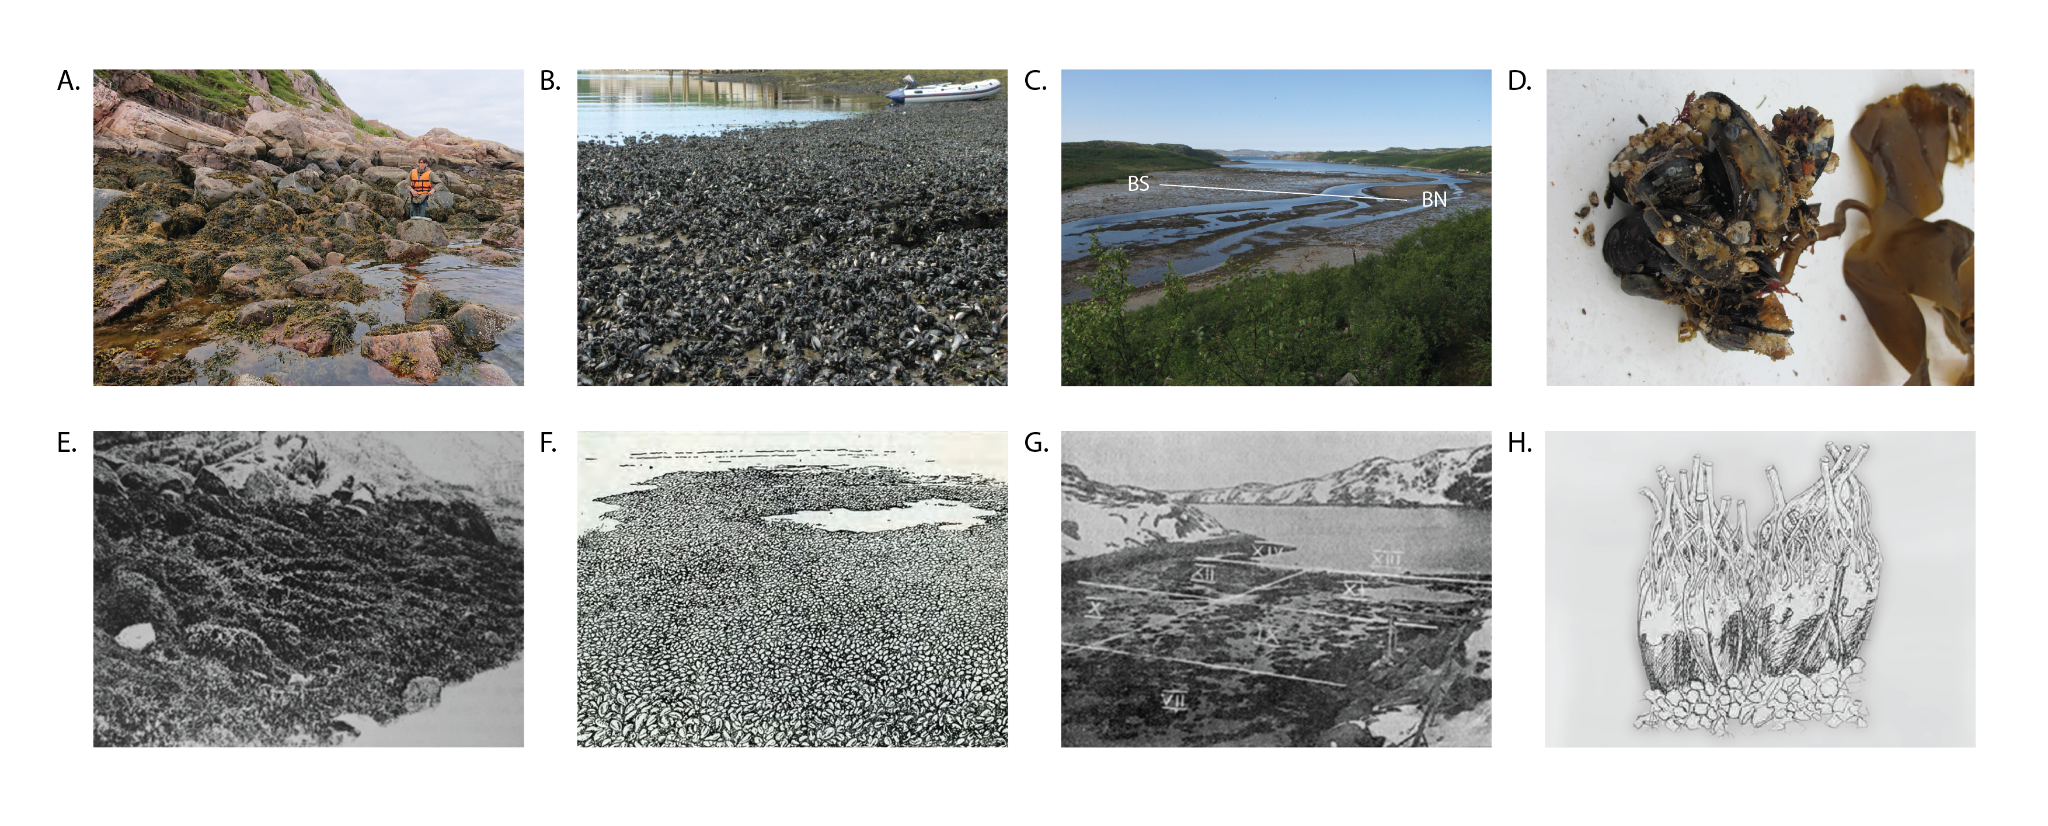 A.
B.
C.
D.
BS
BN
E.
F.
G.
H.
XIV
XIII
XII
XI
X
IX
VII